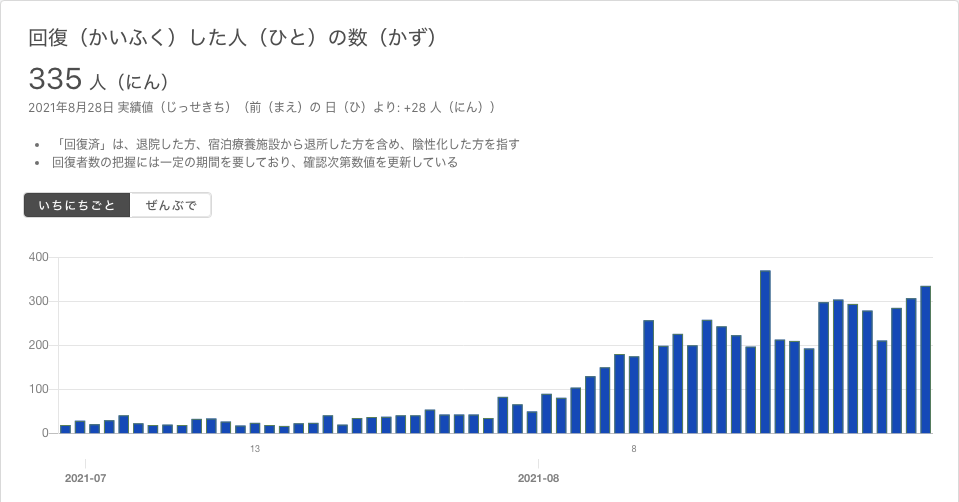 回復（かいふく）した人（ひと）の数（かず）
335 人（にん）
2021年8月28日 実績値（じっせきち）（前（まえ）の 日（ひ）より: +28 人（にん））
「回復済」は、退院した方、宿泊療養施設から退所した方を含め、陰性化した方を指す
回復者数の把握には一定の期間を要しており、確認次第数値を更新している
いちにちごと ぜんぶで
400
300
200
100
0
13 8
2021-07 2021-08